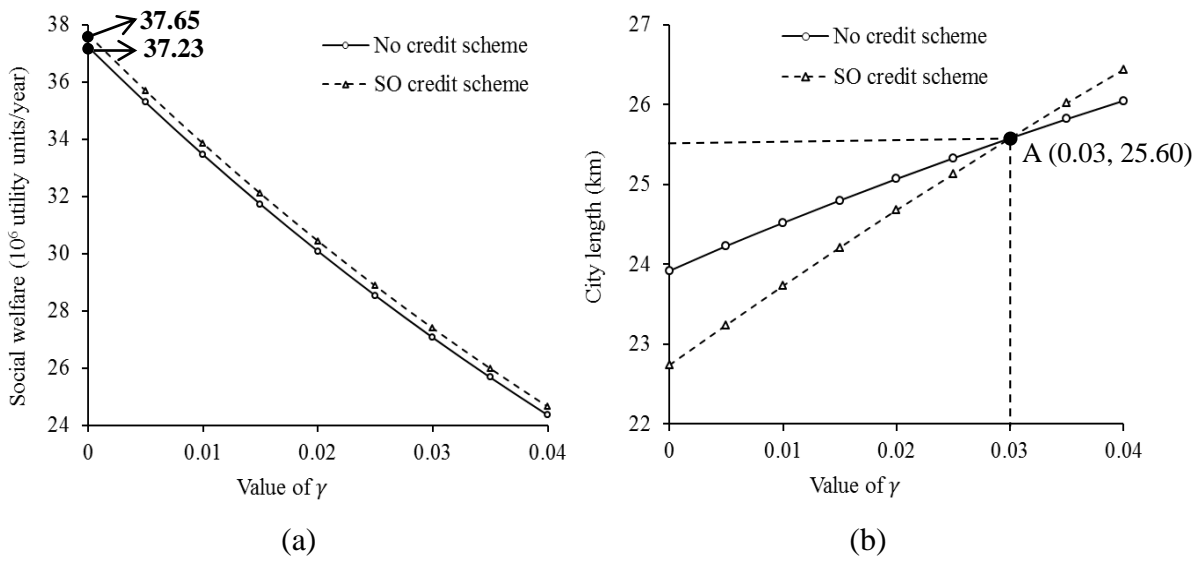 37.65
37.23
No credit scheme
SO credit scheme
Social welfare (10⁶ utility units/year)
38
36
34
32
30
28
26
24
0
0.01
0.02
0.03
0.04
Value of γ
(a)
No credit scheme
SO credit scheme
A (0.03, 25.60)
City length (km)
27
26
25
24
23
22
0
0.01
0.02
0.03
0.04
Value of γ
(b)